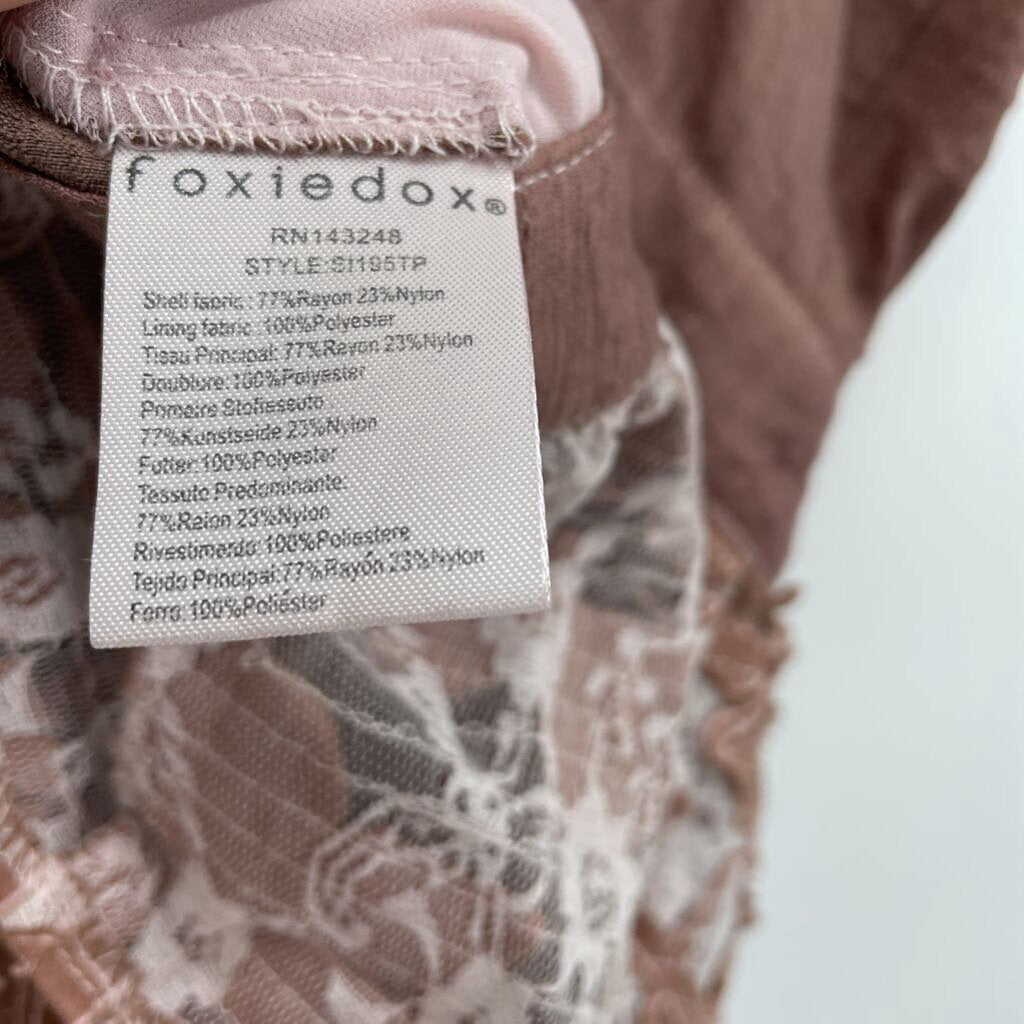 foxiedox®
RN143248
STYLE:SI195TP
Shell fabric: 77%Rayon 23%Nylon
Lining fabric 100%Polyester
Tissu Principal: 77%Rayon 23%Nylon
Doublure:100%Polyester
Primaire Stofiessuto
77%Kunstseide 23%Nylon
Futter:100%Polyester
Tessuto Predominante:
77%Raion 23%Nylon
Rivestimento:100%Poliestere
Tejido Principal:77%Rayón 23%Nylon
Forro:100%Poliéster